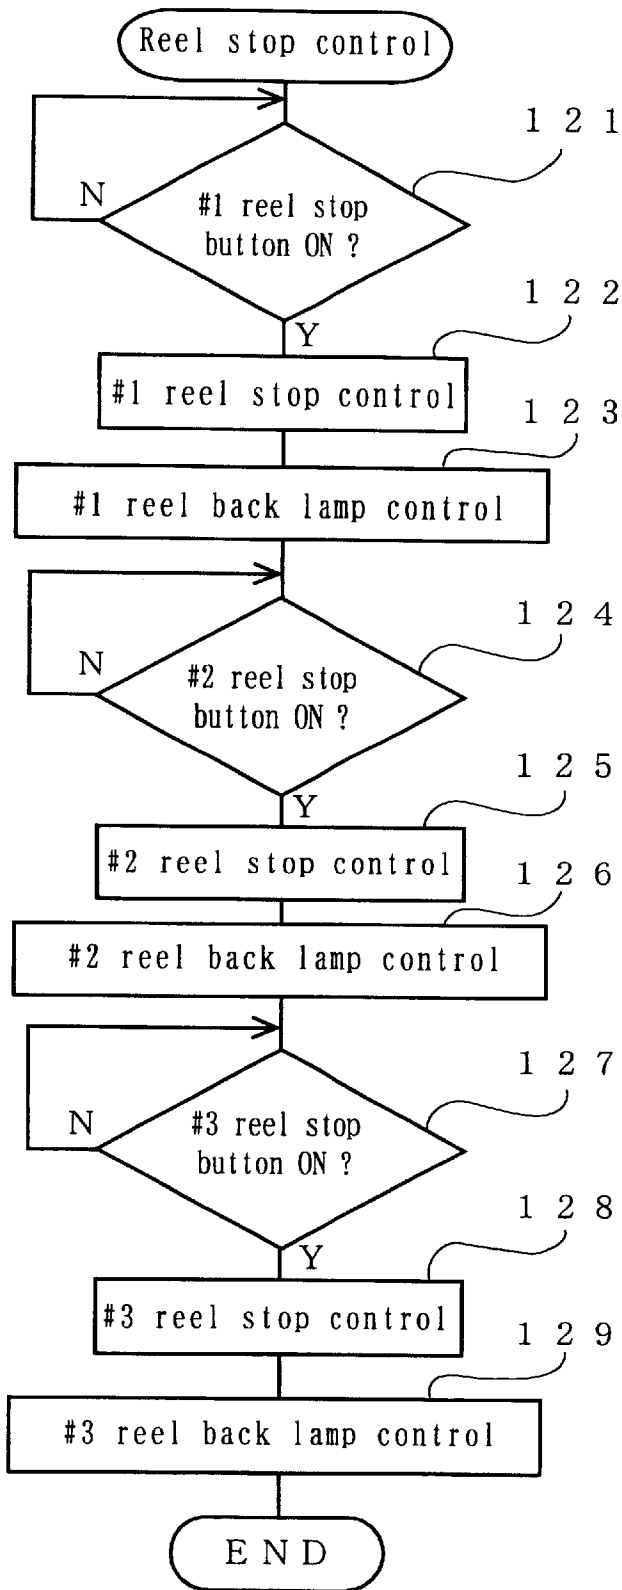 Reel stop control
1 2 1
N
#1 reel stop
button ON ?
1 2 2
Y
#1 reel stop control
1 2 3
#1 reel back lamp control
1 2 4
N
#2 reel stop
button ON ?
1 2 5
Y
#2 reel stop control
1 2 6
#2 reel back lamp control
1 2 7
N
#3 reel stop
button ON ?
1 2 8
Y
#3 reel stop control
1 2 9
#3 reel back lamp control
E N D